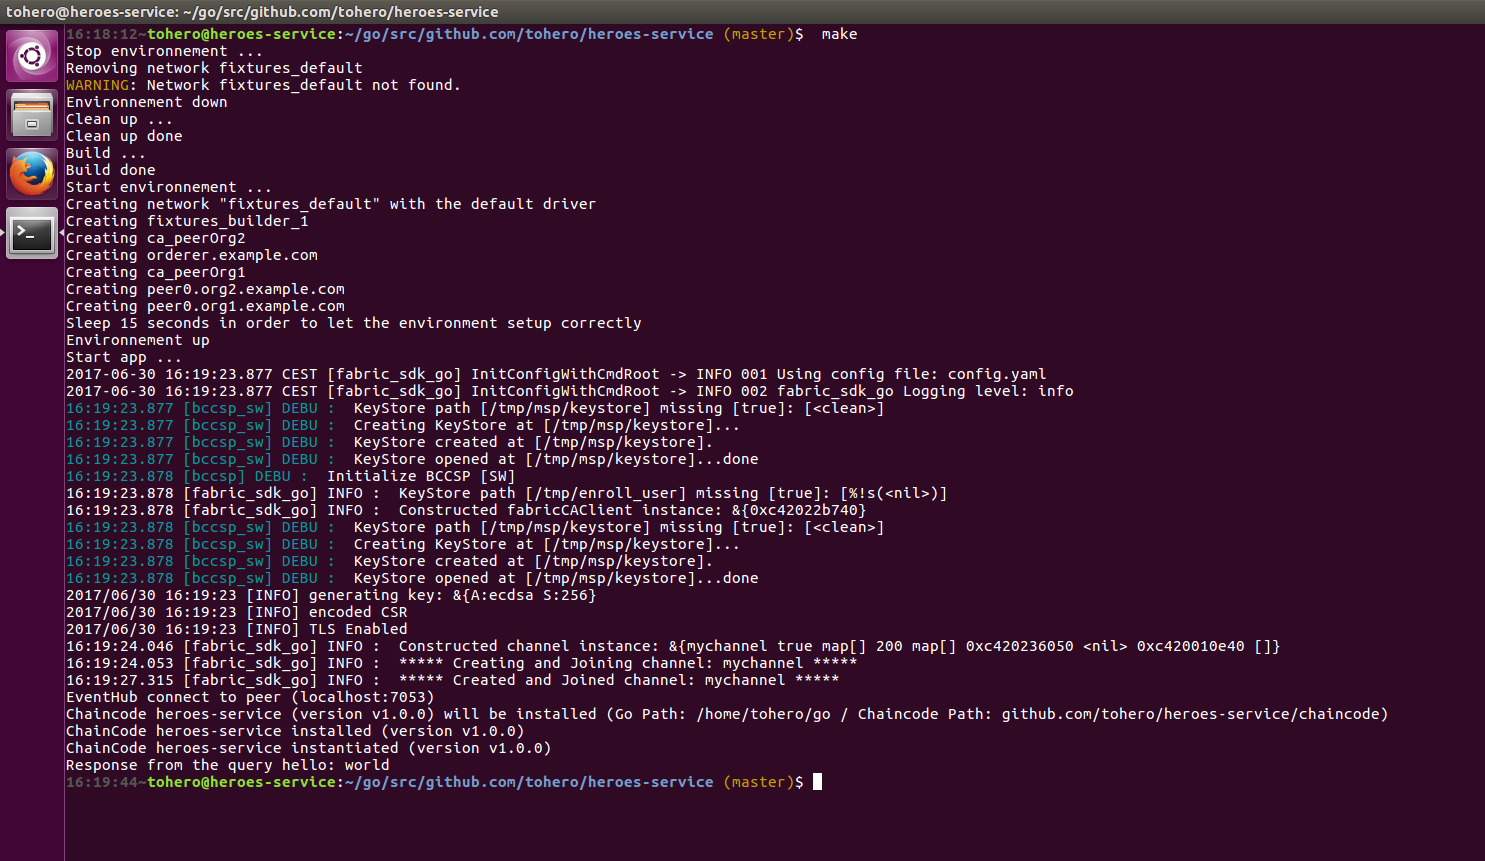 tohero@heroes-service: ~/go/src/github.com/tohero/heroes-service
16:18:12~tohero@heroes-service:~/go/src/github.com/tohero/heroes-service (master)$  make
Stop environnement ...
Removing network fixtures_default
WARNING: Network fixtures_default not found.
Environnement down
Clean up ...
Clean up done
Build ...
Build done
Start environnement ...
Creating network "fixtures_default" with the default driver
Creating fixtures_builder_1
Creating ca_peerOrg2
Creating orderer.example.com
Creating ca_peerOrg1
Creating peer0.org2.example.com
Creating peer0.org1.example.com
Sleep 15 seconds in order to let the environment setup correctly
Environnement up
Start app ...
2017-06-30 16:19:23.877 CEST [fabric_sdk_go] InitConfigWithCmdRoot -> INFO 001 Using config file: config.yaml
2017-06-30 16:19:23.877 CEST [fabric_sdk_go] InitConfigWithCmdRoot -> INFO 002 fabric_sdk_go Logging level: info
16:19:23.877 [bccsp_sw] DEBU :  KeyStore path [/tmp/msp/keystore] missing [true]: [<clean>]
16:19:23.877 [bccsp_sw] DEBU :  Creating KeyStore at [/tmp/msp/keystore]...
16:19:23.877 [bccsp_sw] DEBU :  KeyStore created at [/tmp/msp/keystore].
16:19:23.877 [bccsp_sw] DEBU :  KeyStore opened at [/tmp/msp/keystore]...done
16:19:23.878 [bccsp] DEBU :  Initialize BCCSP [SW]
16:19:23.878 [fabric_sdk_go] INFO :  KeyStore path [/tmp/enroll_user] missing [true]: [%!s(<nil>)]
16:19:23.878 [fabric_sdk_go] INFO :  Constructed fabricCAClient instance: &{0xc42022b740}
16:19:23.878 [bccsp_sw] DEBU :  KeyStore path [/tmp/msp/keystore] missing [true]: [<clean>]
16:19:23.878 [bccsp_sw] DEBU :  Creating KeyStore at [/tmp/msp/keystore]...
16:19:23.878 [bccsp_sw] DEBU :  KeyStore created at [/tmp/msp/keystore].
16:19:23.878 [bccsp_sw] DEBU :  KeyStore opened at [/tmp/msp/keystore]...done
2017/06/30 16:19:23 [INFO] generating key: &{A:ecdsa S:256}
2017/06/30 16:19:23 [INFO] encoded CSR
2017/06/30 16:19:23 [INFO] TLS Enabled
16:19:24.046 [fabric_sdk_go] INFO :  Constructed channel instance: &{mychannel true map[] 200 map[] 0xc420236050 <nil> 0xc420010e40 []}
16:19:24.053 [fabric_sdk_go] INFO :  ***** Creating and Joining channel: mychannel *****
16:19:27.315 [fabric_sdk_go] INFO :  ***** Created and Joined channel: mychannel *****
EventHub connect to peer (localhost:7053)
Chaincode heroes-service (version v1.0.0) will be installed (Go Path: /home/tohero/go / Chaincode Path: github.com/tohero/heroes-service/chaincode)
ChainCode heroes-service installed (version v1.0.0)
ChainCode heroes-service instantiated (version v1.0.0)
Response from the query hello: world
16:19:44~tohero@heroes-service:~/go/src/github.com/tohero/heroes-service (master)$